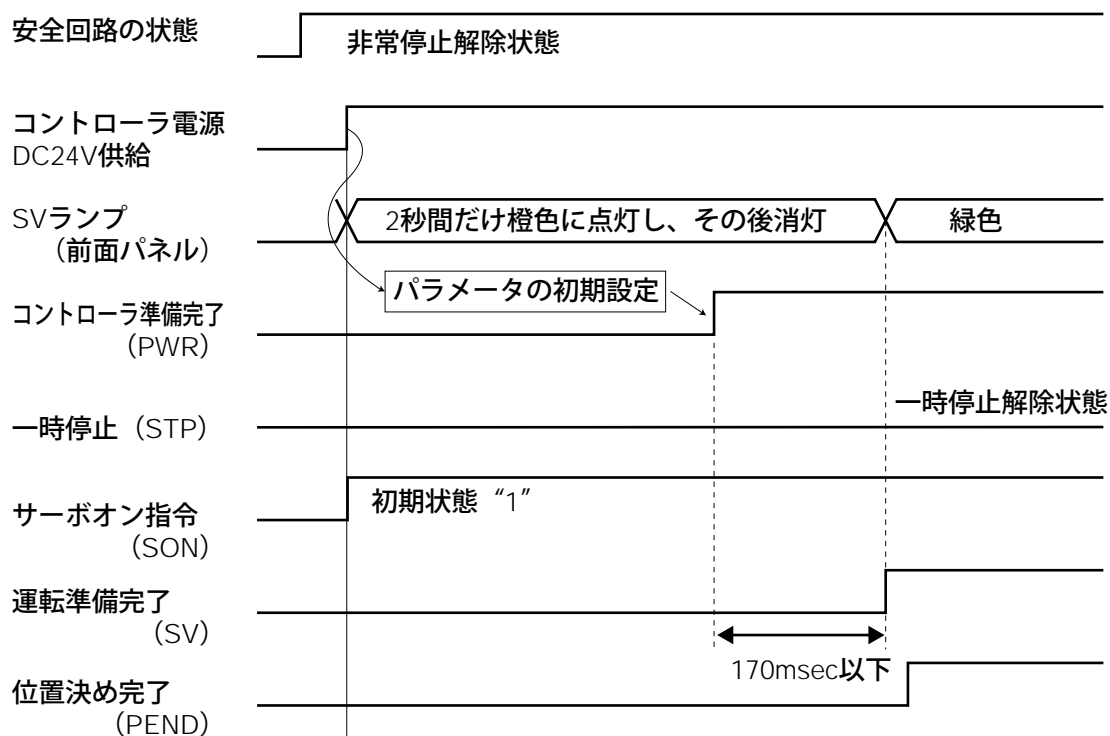 安全回路の状態
非常停止解除状態
コントローラ電源
DC24V供給
SVランプ
（前面パネル）
2秒間だけ橙色に点灯し、その後消灯
緑色
パラメータの初期設定
コントローラ準備完了
（PWR）
一時停止解除状態
一時停止（STP）
初期状態“1”
サーボオン指令
（SON）
運転準備完了
（SV）
170msec以下
位置決め完了
（PEND）